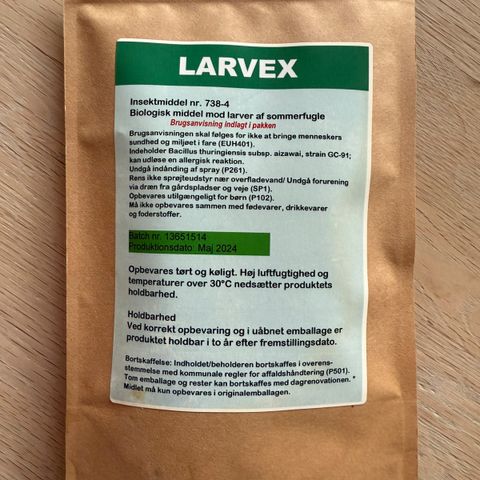 LARVEX
Insektmiddel nr. 738-4
Biologisk middel mod larver af sommerfugle
Brugsanvisning indlagt i pakken
Brugsanvisningen skal følges for ikke at bringe menneskers
sundhed og miljøet i fare (EUH401).
Indeholder Bacillus thuringiensis subsp. aizawai, strain GC-91;
kan udløse en allergisk reaktion.
Undgå indånding af spray (P261).
Rens ikke sprøjteudstyr nær overfladevand/ Undgå forurening
via dræn fra gårdspladser og veje (SP1).
Opbevares utilgængeligt for børn (P102).
Må ikke opbevares sammen med fødevarer, drikkevarer
og foderstoffer.
Batch nr. 13651514
Produktionsdato: Maj 2024
Opbevares tørt og køligt. Høj luftfugtighed og
temperaturer over 30°C nedsætter produktets
holdbarhed.
Holdbarhed
Ved korrekt opbevaring og i uåbnet emballage er
produktet holdbar i to år efter fremstillingsdato.
Bortskaffelse: Indholdet/beholderen bortskaffes i overens-
stemmelse med kommunale regler for affaldshåndtering (P501).
Tom emballage og rester kan bortskaffes med dagrenovationen. *
Midlet må kun opbevares i originalemballagen.